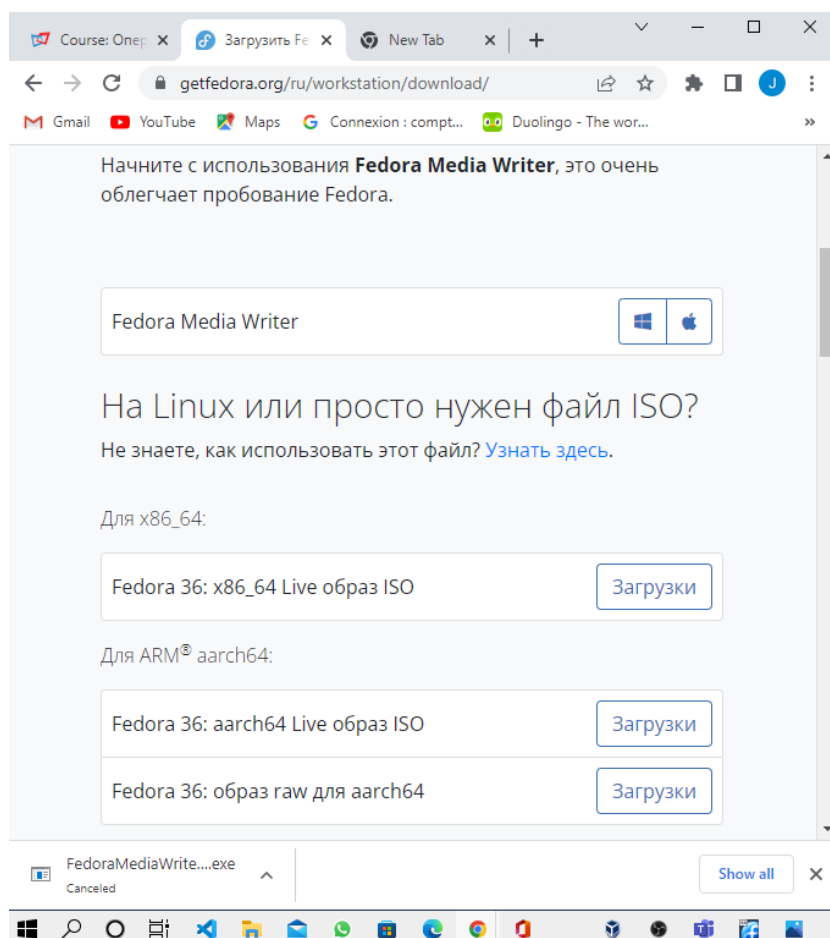 Course: Опер
Загрузить Fe
New Tab
getfedora.org/ru/workstation/download/
J
Gmail
YouTube
Maps
Connexion : compt...
Duolingo - The wor...
»
Начните с использования Fedora Media Writer, это очень
облегчает пробование Fedora.
Fedora Media Writer
На Linux или просто нужен файл ISO?
Не знаете, как использовать этот файл? Узнать здесь.
Для x86_64:
Fedora 36: x86_64 Live образ ISO
Загрузки
Для ARM® aarch64:
Fedora 36: aarch64 Live образ ISO
Загрузки
Fedora 36: образ raw для aarch64
Загрузки
FedoraMediaWrite....exe
Canceled
Show all